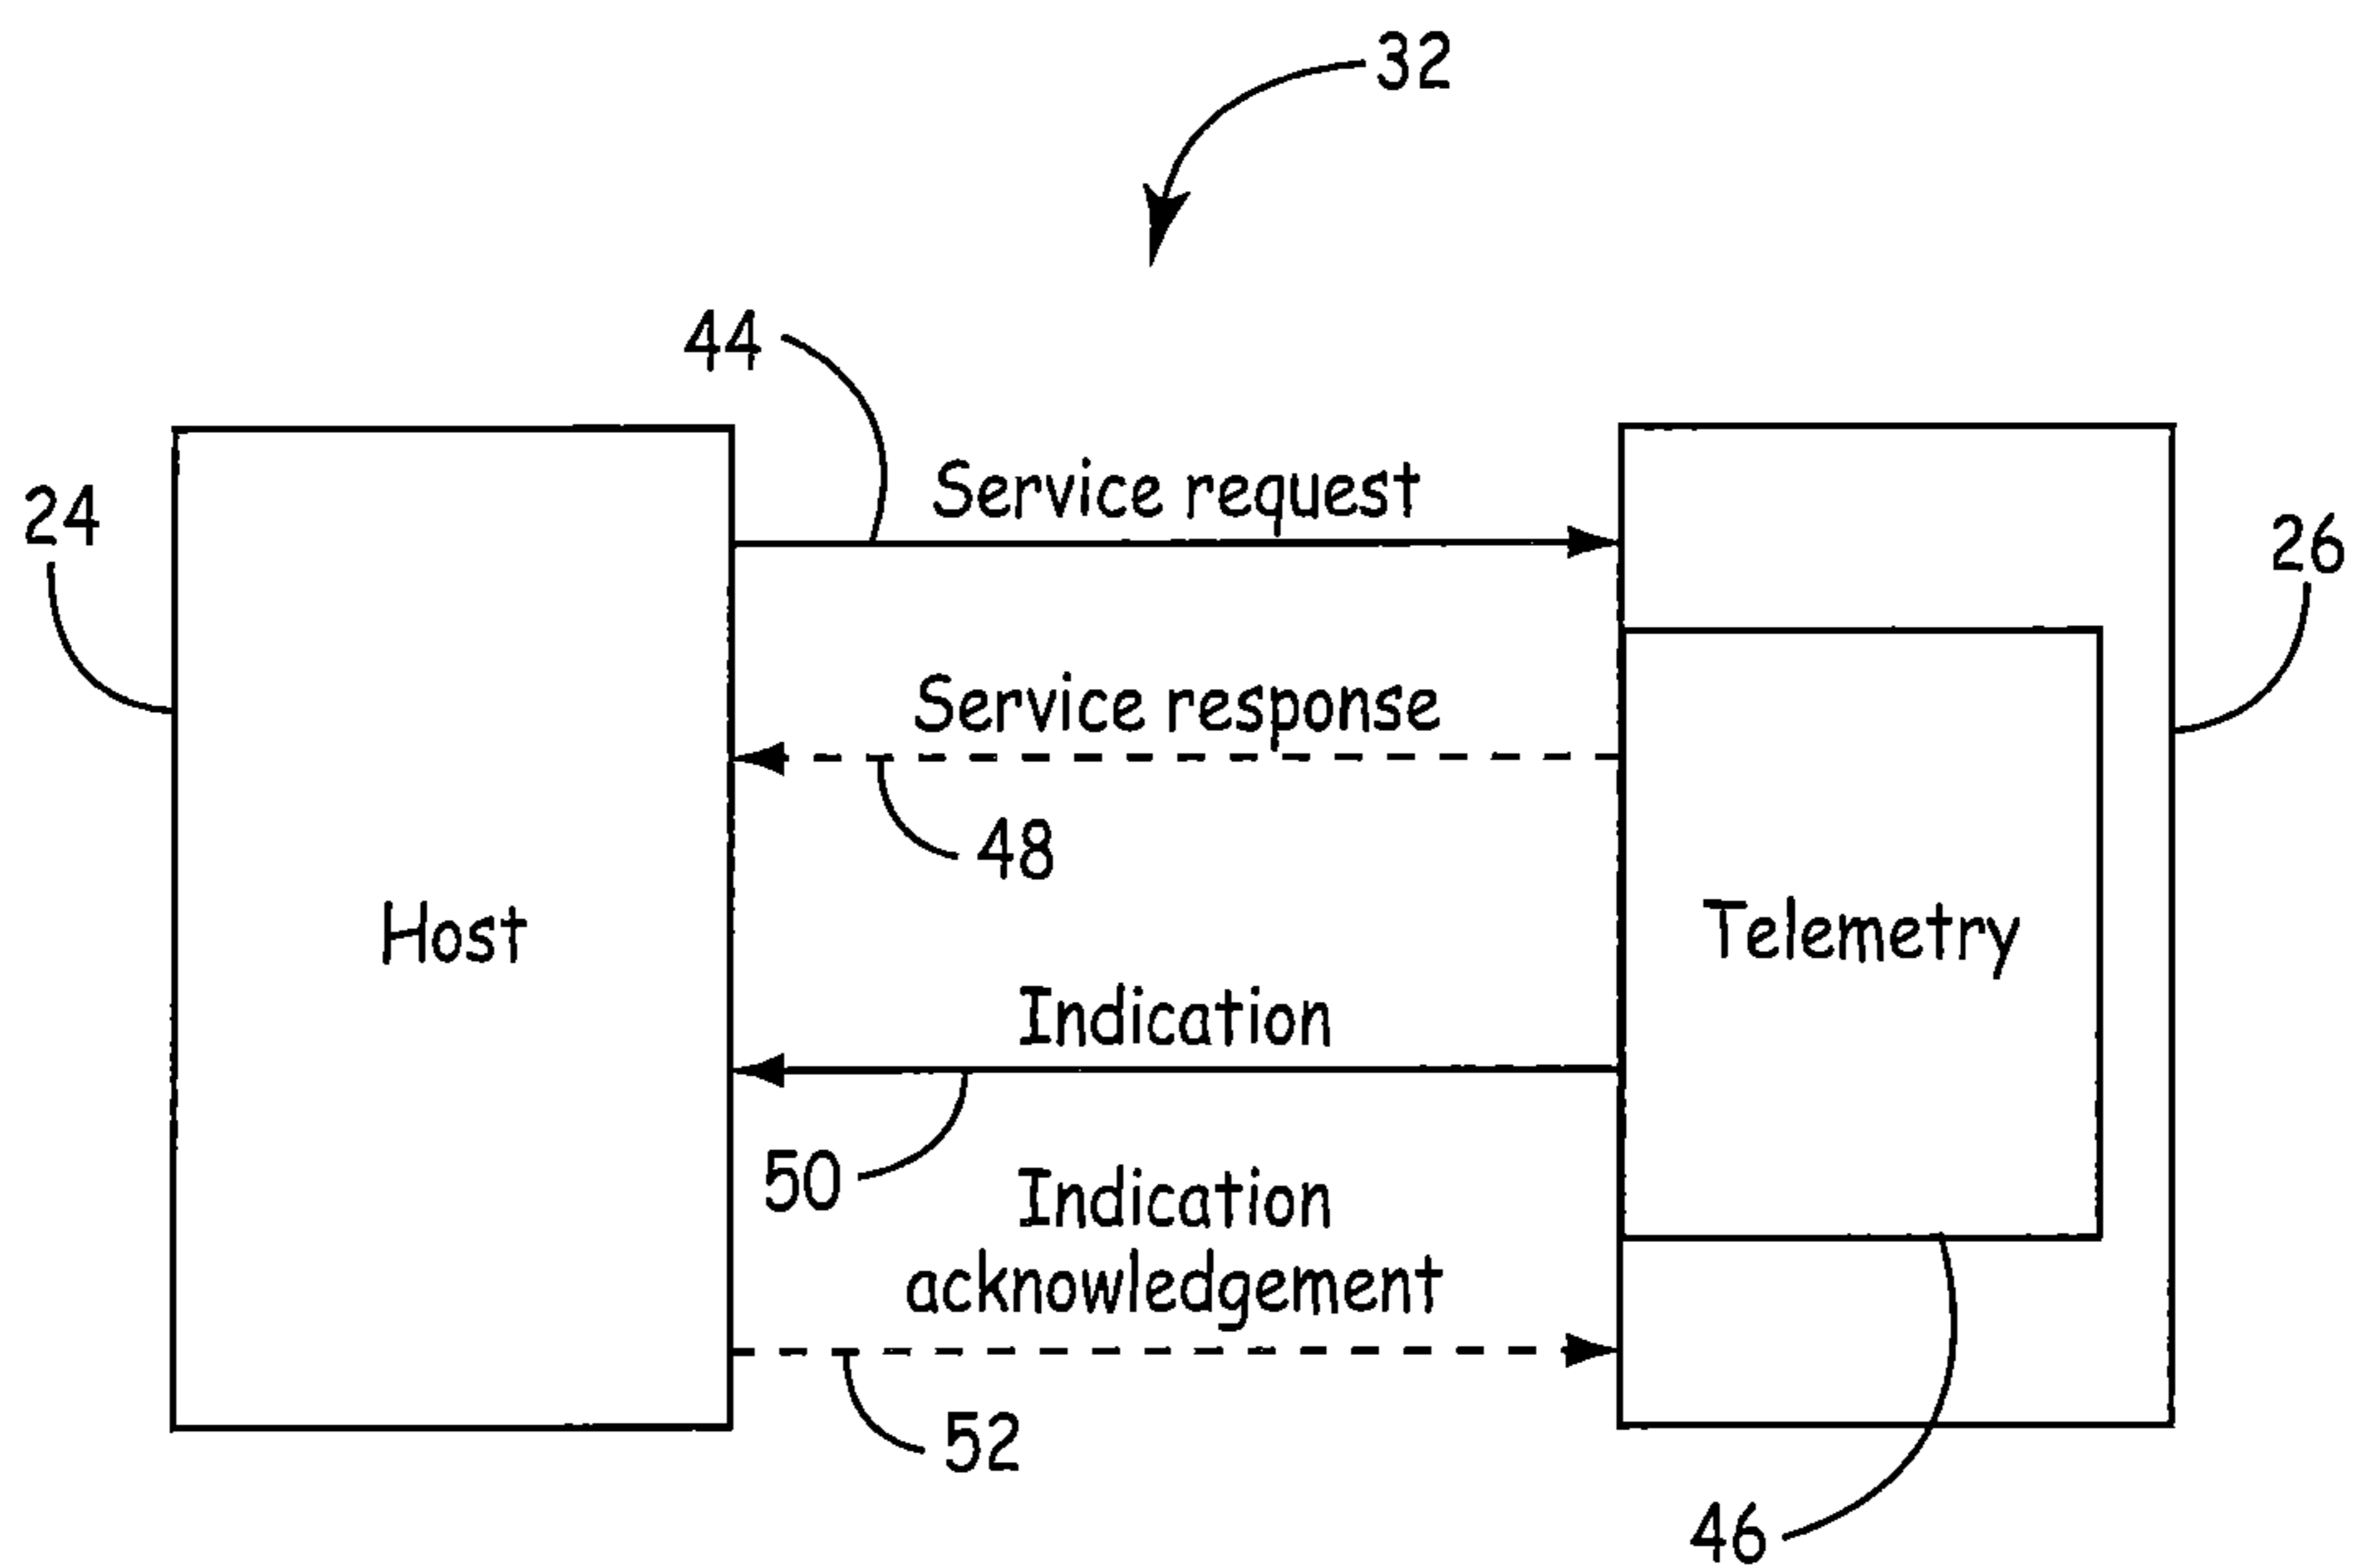 32
44
Service request
24
26
Service response
48
Host
Telemetry
Indication
50
Indication
acknowledgement
52
46